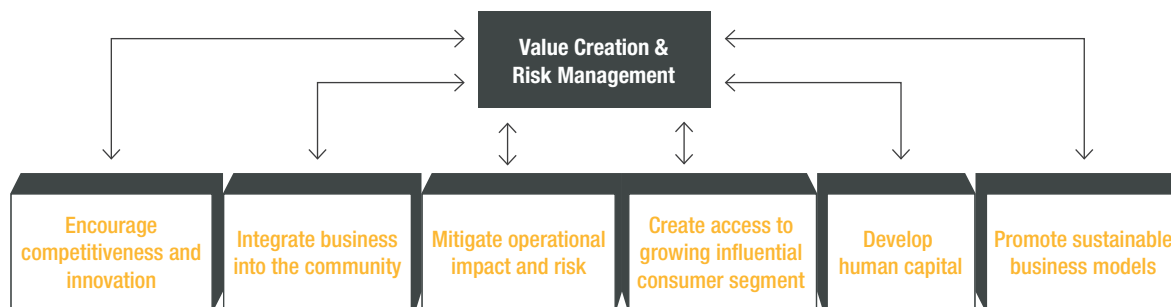 Value Creation &
Risk Management
Encourage
competitiveness and
innovation
Integrate business
into the community
Mitigate operational
impact and risk
Create access to
growing influential
consumer segment
Develop
human capital
Promote sustainable
business models